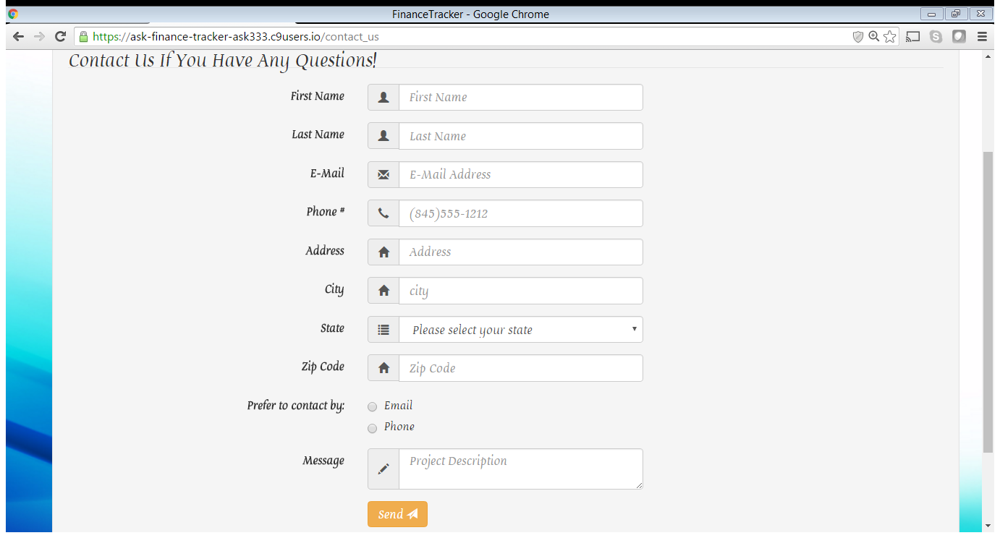 FinanceTracker - Google Chrome
https://ask-finance-tracker-ask333.c9users.io/contact_us
Contact Us If You Have Any Questions!
First Name First Name
Last Name Last Name
E-Mail E-Mail Address
Phone # (845)555-1212
Address Address
City city
State Please select your state
Zip Code Zip Code
Prefer to contact by: Email
Phone
Message Project Description
Send